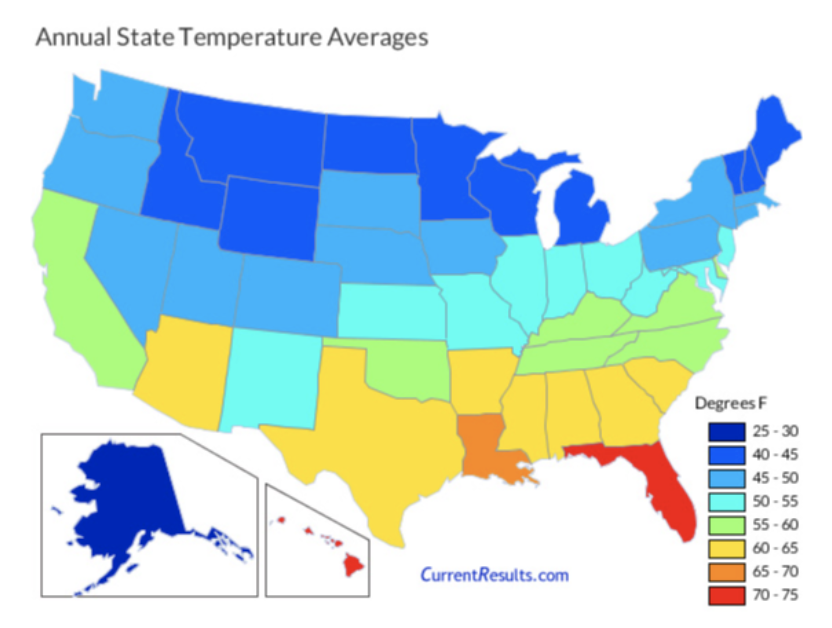 Annual State Temperature Averages
Degrees F
25 - 30
40 - 45
45 - 50
50 - 55
55 - 60
60 - 65
65 - 70
70 - 75
CurrentResults.com